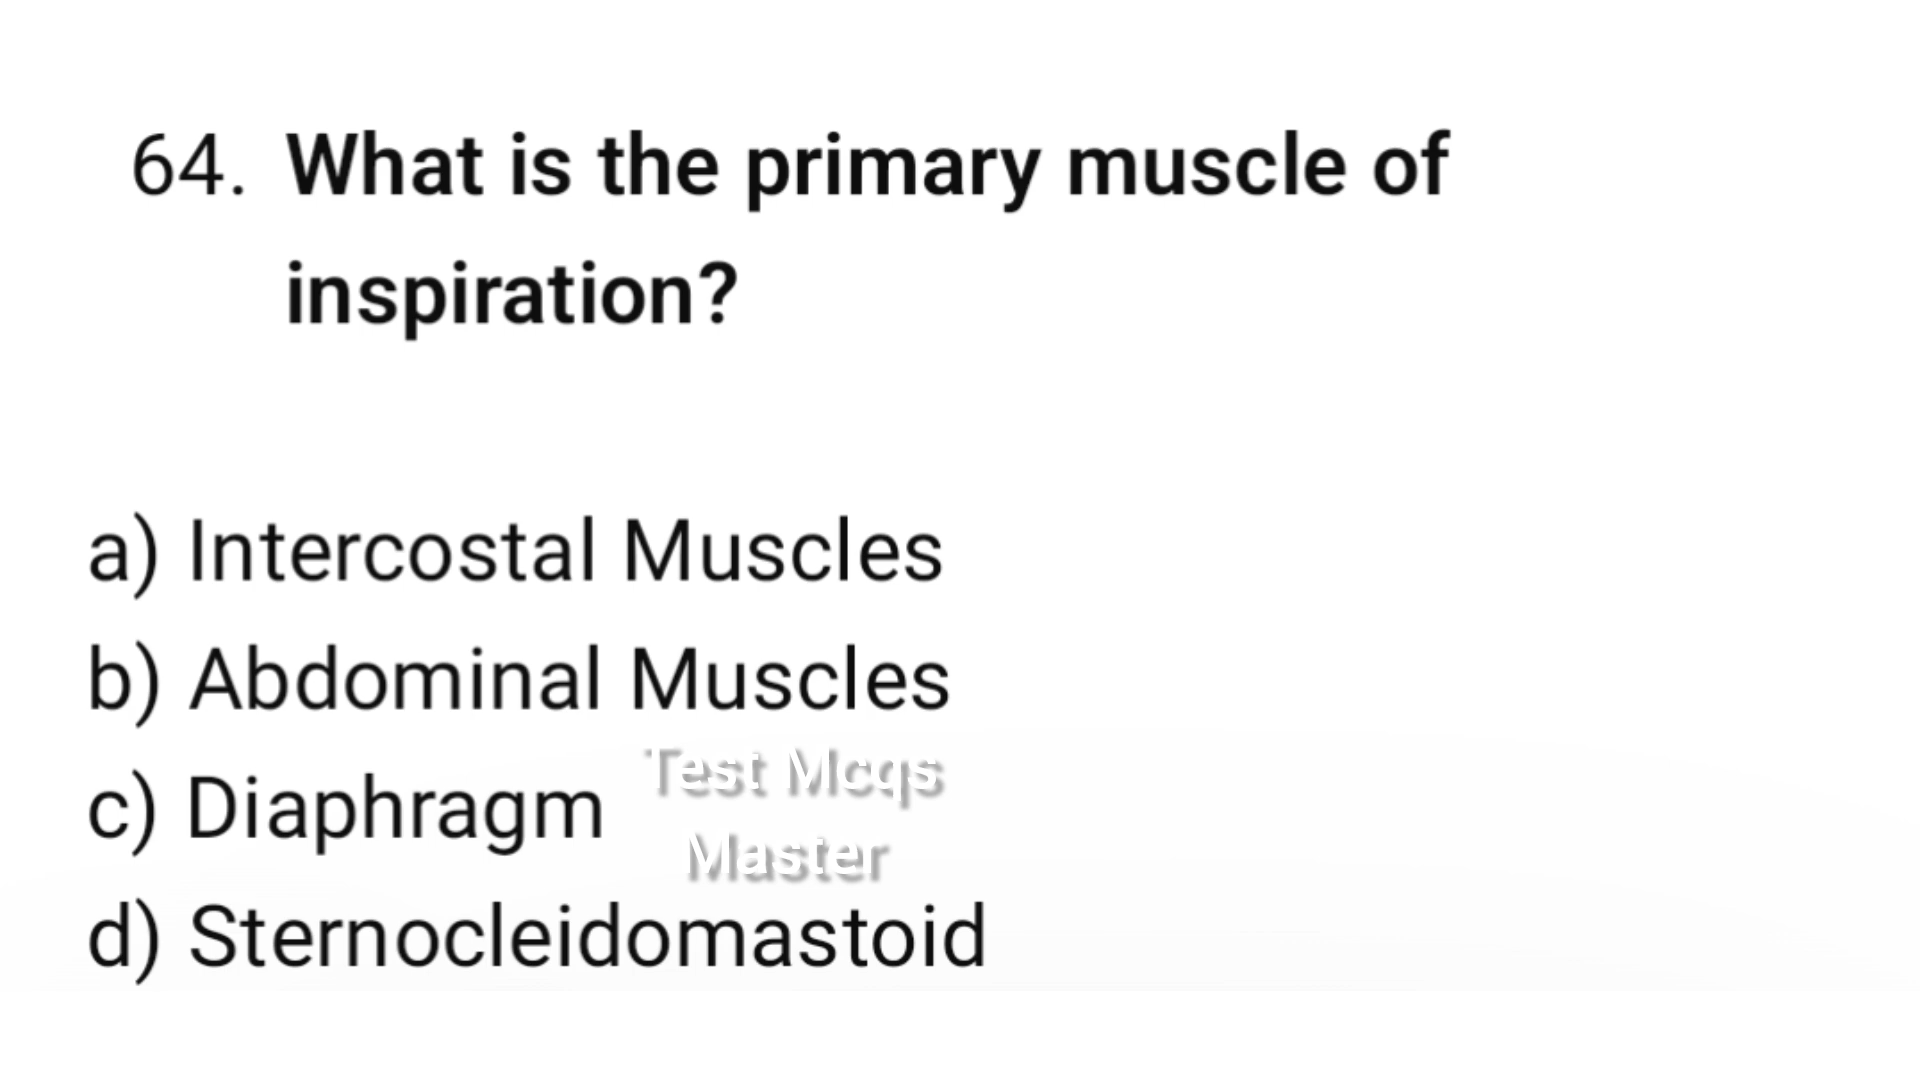 64. What is the primary muscle of
inspiration?
a) Intercostal Muscles
b) Abdominal Muscles
c) Diaphragm
Test Mcqs
Master
d) Sternocleidomastoid